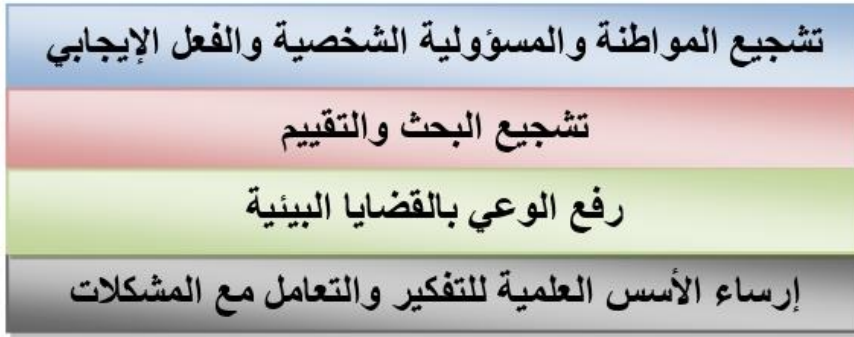 تشجيع المواطنة والمسؤولية الشخصية والفعل الإيجابي
تشجيع البحث والتقييم
رفع الوعي بالقضايا البيئية
إرساء الأسس العلمية للتفكير والتعامل مع المشكلات